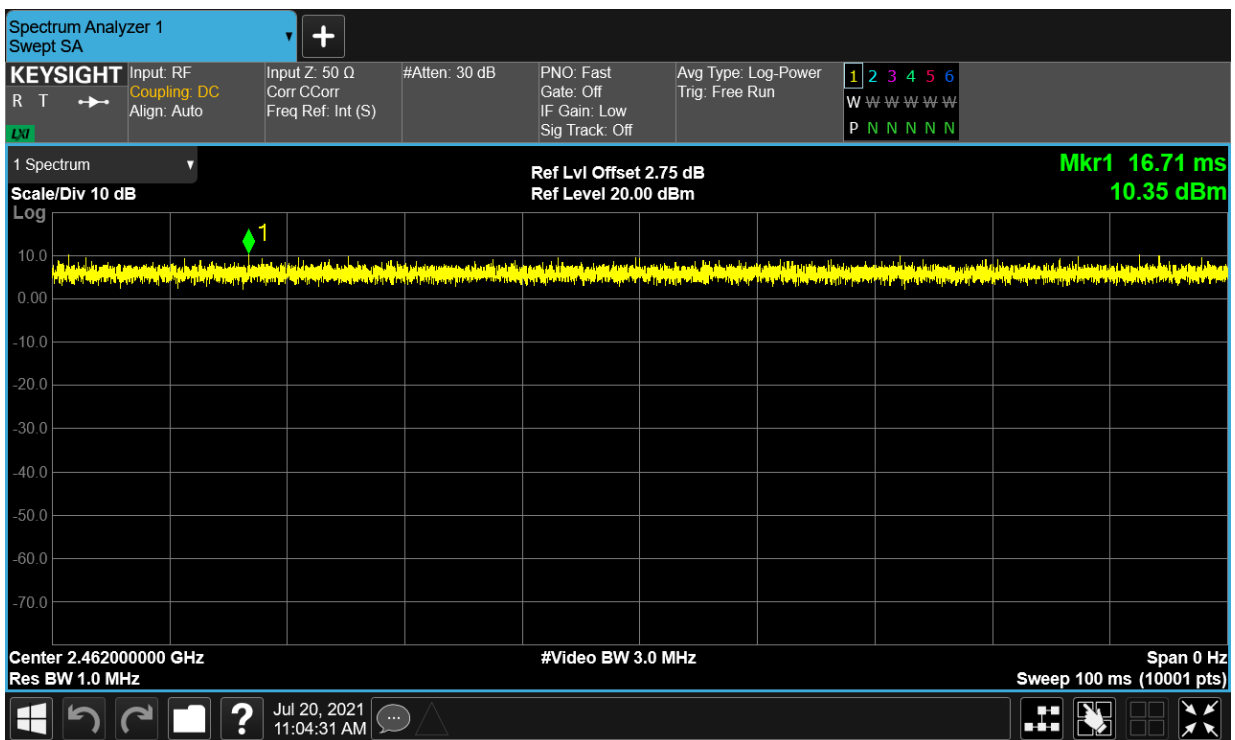 Spectrum Analyzer 1
Swept SA
KEYSIGHT
R T
LXI
Input: RF
Coupling: DC
Align: Auto
Input Z: 50 Ω
Corr CCorr
Freq Ref: Int (S)
#Atten: 30 dB
PNO: Fast
Gate: Off
IF Gain: Low
Sig Track: Off
Avg Type: Log-Power
Trig: Free Run
1 2 3 4 5 6
W W W W W W
P N N N N N
1 Spectrum
Scale/Div 10 dB
Log
Ref Lvl Offset 2.75 dB
Ref Level 20.00 dBm
Mkr1 16.71 ms
10.35 dBm
1
10.0
0.00
-10.0
-20.0
-30.0
-40.0
-50.0
-60.0
-70.0
Center 2.462000000 GHz
Res BW 1.0 MHz
#Video BW 3.0 MHz
Span 0 Hz
Sweep 100 ms (10001 pts)
?
Jul 20, 2021
11:04:31 AM